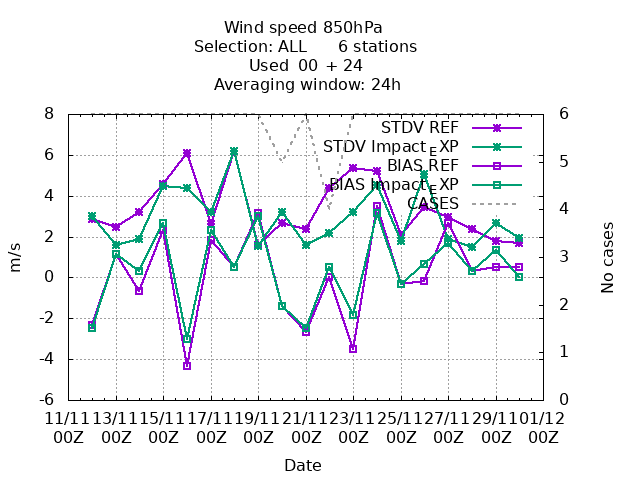 Wind speed 850hPa
Selection: ALL 6 stations
Used 00 + 24
Averaging window: 24h
STDV REF
STDV Impact_EXP
BIAS REF
BIAS Impact_EXP
CASES
8
6
4
2
0
-2
-4
-6
m/s
6
5
4
3
2
1
0
No cases
11/11 13/11 15/11 17/11 19/11 21/11 23/11 25/11 27/11 29/11 01/12
00Z 00Z 00Z 00Z 00Z 00Z 00Z 00Z 00Z 00Z 00Z
Date